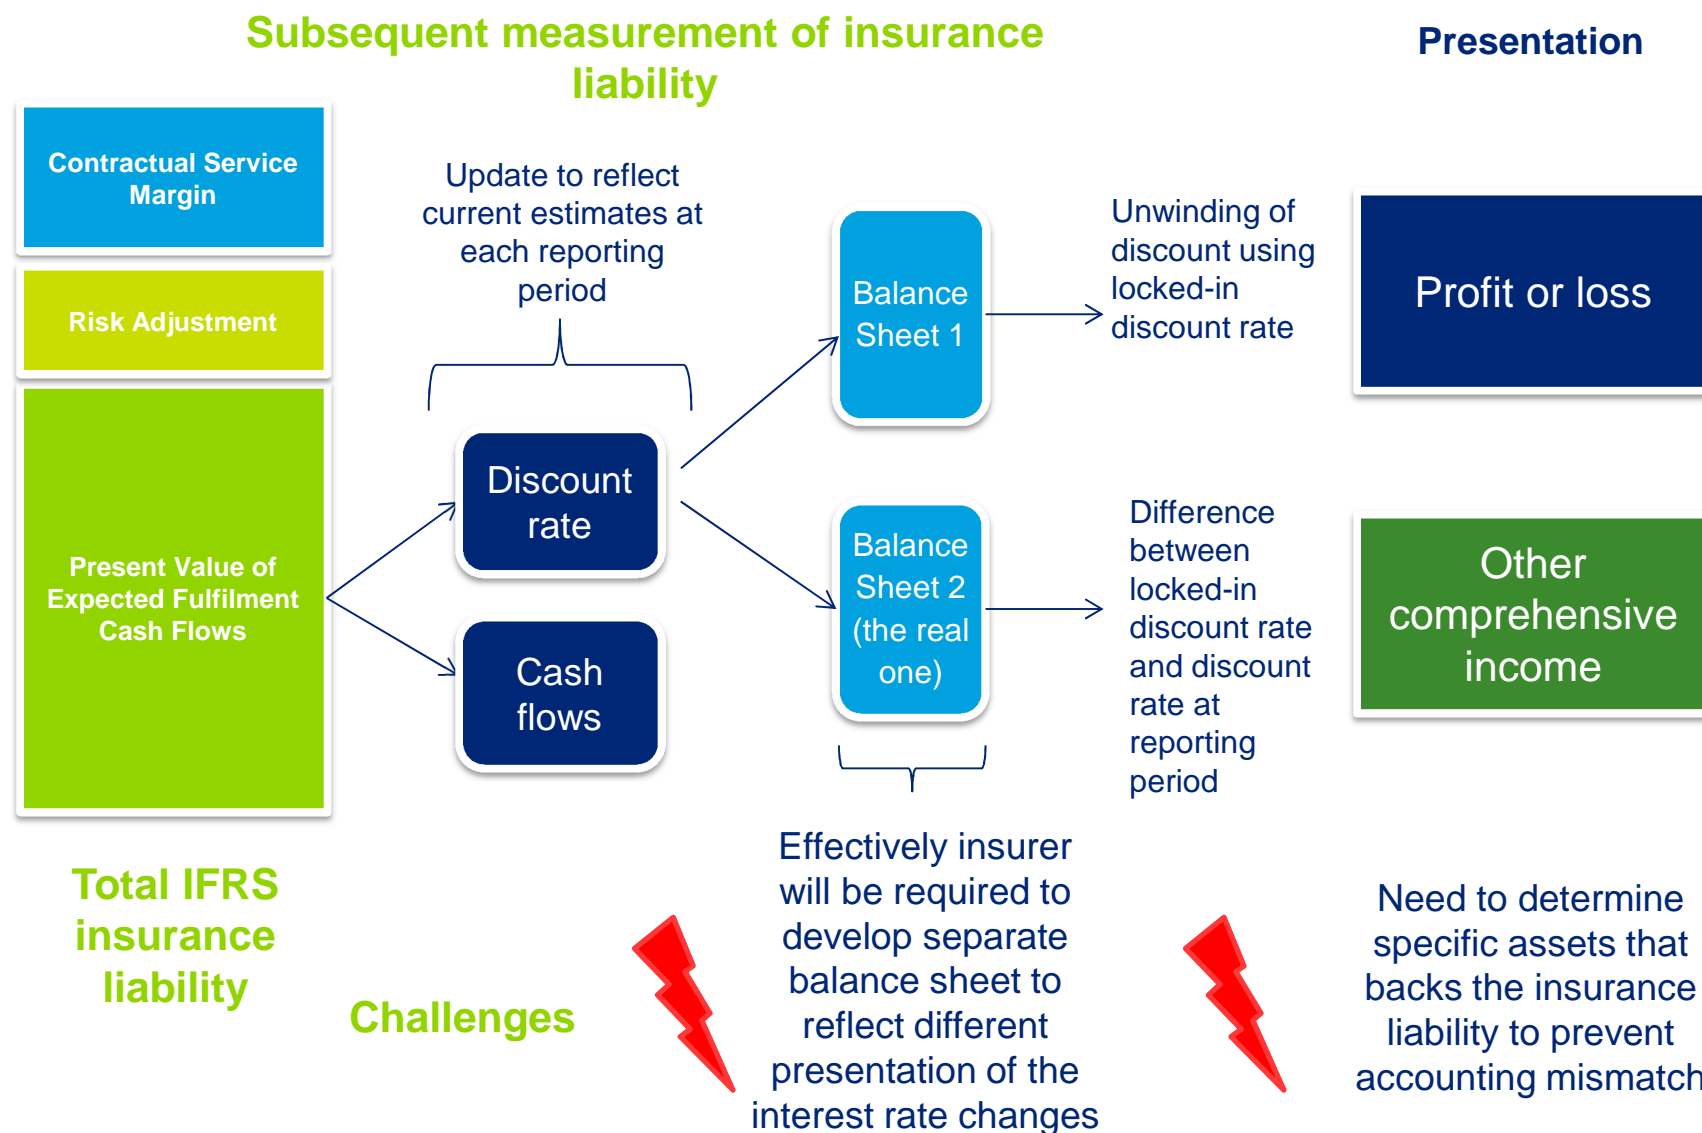 Subsequent measurement of insurance
liability
Presentation
Contractual Service
Margin
Risk Adjustment
Present Value of
Expected Fulfilment
Cash Flows
Update to reflect
current estimates at
each reporting
period
Discount
rate
Cash
flows
Balance
Sheet 1
Balance
Sheet 2
(the real
one)
Unwinding of
discount using
locked-in
discount rate
Difference
between
locked-in
discount rate
and discount
rate at
reporting
period
Profit or loss
Other
comprehensive
income
Total IFRS
insurance
liability
Challenges
Effectively insurer
will be required to
develop separate
balance sheet to
reflect different
presentation of the
interest rate changes
Need to determine
specific assets that
backs the insurance
liability to prevent
accounting mismatch